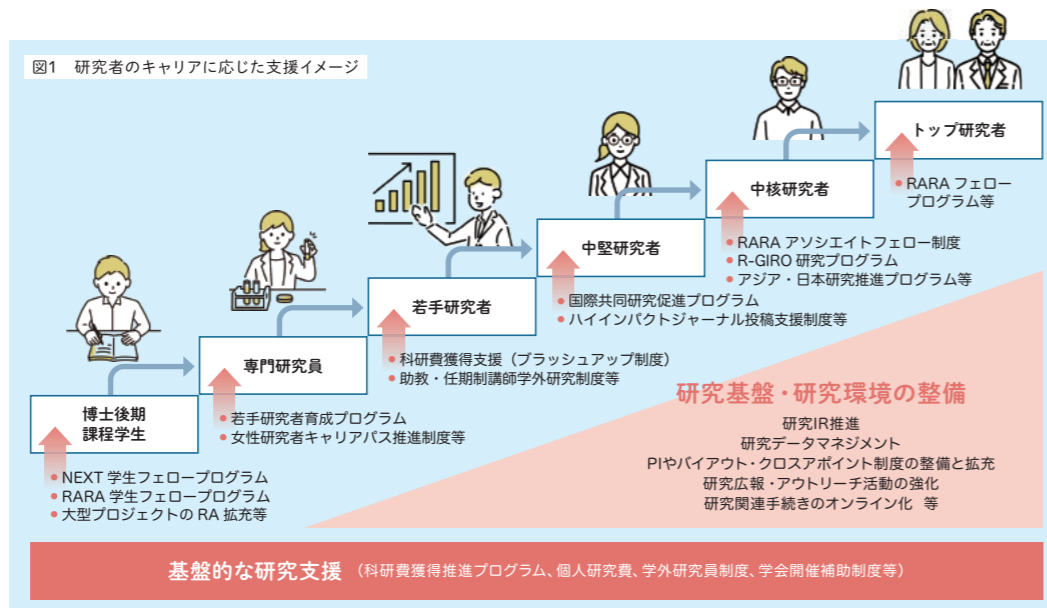 図1 研究者のキャリアに応じた支援イメージ
トップ研究者
● RARA フェロー
プログラム等
中核研究者
● RARA アソシエイトフェロー制度
● R-GIRO 研究プログラム
● アジア・日本研究推進プログラム等
中堅研究者
● 国際共同研究促進プログラム
● ハイインパクトジャーナル投稿支援制度等
若手研究者
● 科研費獲得支援（ブラッシュアップ制度）
● 助教・任期制講師学外研究制度等
専門研究員
● 若手研究者育成プログラム
● 女性研究者キャリアパス推進制度等
博士後期
課程学生
● NEXT 学生フェロープログラム
● RARA 学生フェロープログラム
● 大型プロジェクトの RA 拡充等
研究基盤・研究環境の整備
研究IR推進
研究データマネジメント
PIやバイアウト・クロスアポイント制度の整備と拡充
研究広報・アウトリーチ活動の強化
研究関連手続きのオンライン化 等
基盤的な研究支援（科研費獲得推進プログラム、個人研究費、学外研究員制度、学会開催補助制度等）